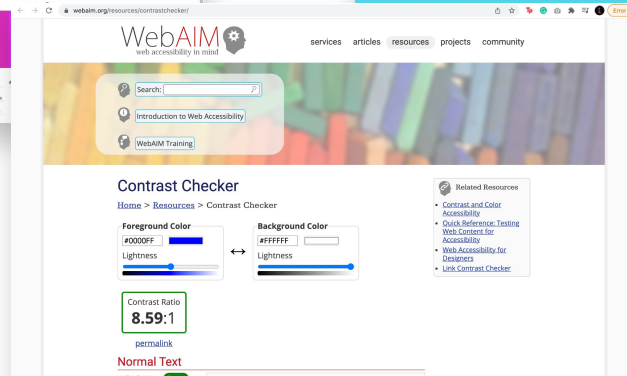 webaim.org/resources/contrastchecker/
Error
WebAIM
web accessibility in mind
services articles resources projects community
Search:
Introduction to Web Accessibility
WebAIM Training
Contrast Checker
Home > Resources > Contrast Checker
Foreground Color
#0000FF
Lightness
Background Color
#FFFFFF
Lightness
Contrast Ratio
8.59:1
permalink
Related Resources
• Contrast and Color Accessibility
• Quick Reference: Testing Web Content for Accessibility
• Web Accessibility for Designers
• Link Contrast Checker
Normal Text